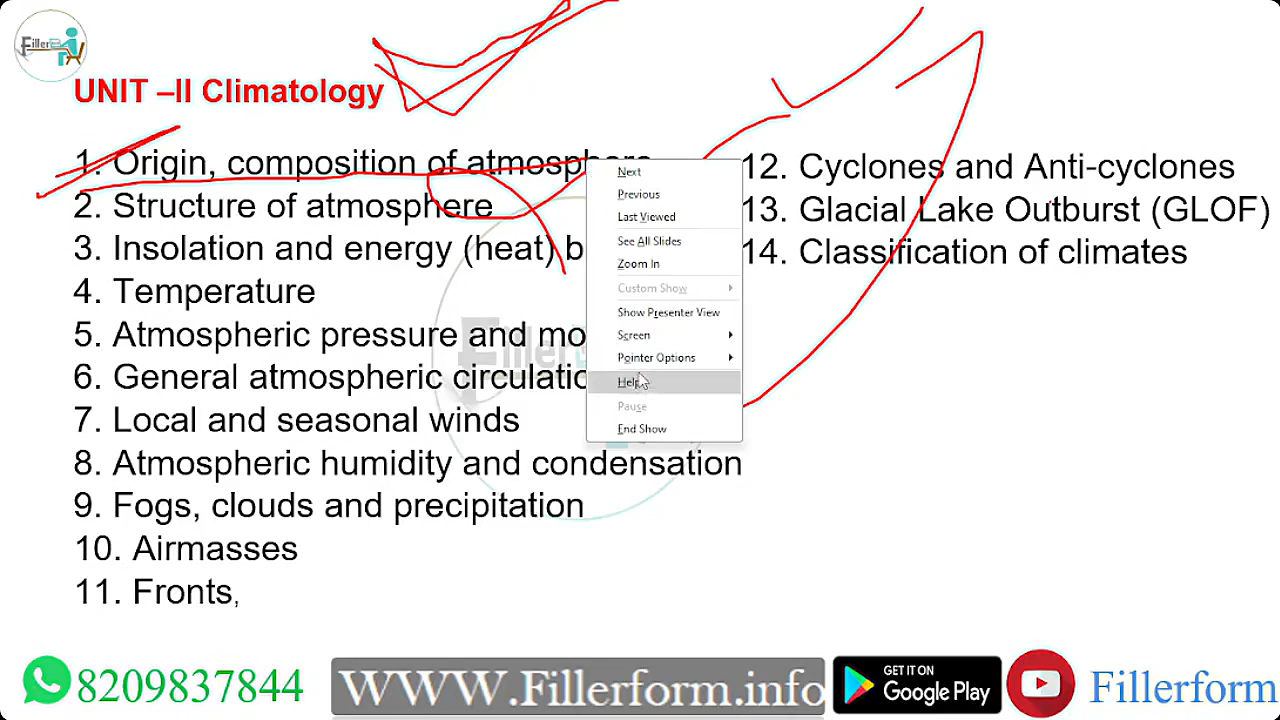 Filler
UNIT –II Climatology
1. Origin, composition of atmosphere
2. Structure of atmosphere
3. Insolation and energy (heat) b
4. Temperature
5. Atmospheric pressure and mo
6. General atmospheric circulatio
7. Local and seasonal winds
8. Atmospheric humidity and condensation
9. Fogs, clouds and precipitation
10. Airmasses
11. Fronts,
12. Cyclones and Anti-cyclones
13. Glacial Lake Outburst (GLOF)
14. Classification of climates
Next
Previous
Last Viewed
See All Slides
Zoom In
Custom Show
Show Presenter View
Screen
Pointer Options
Help
Pause
End Show
Filler
8209837844
WWW.Fillerform.info
GET IT ON
Google Play
Fillerform